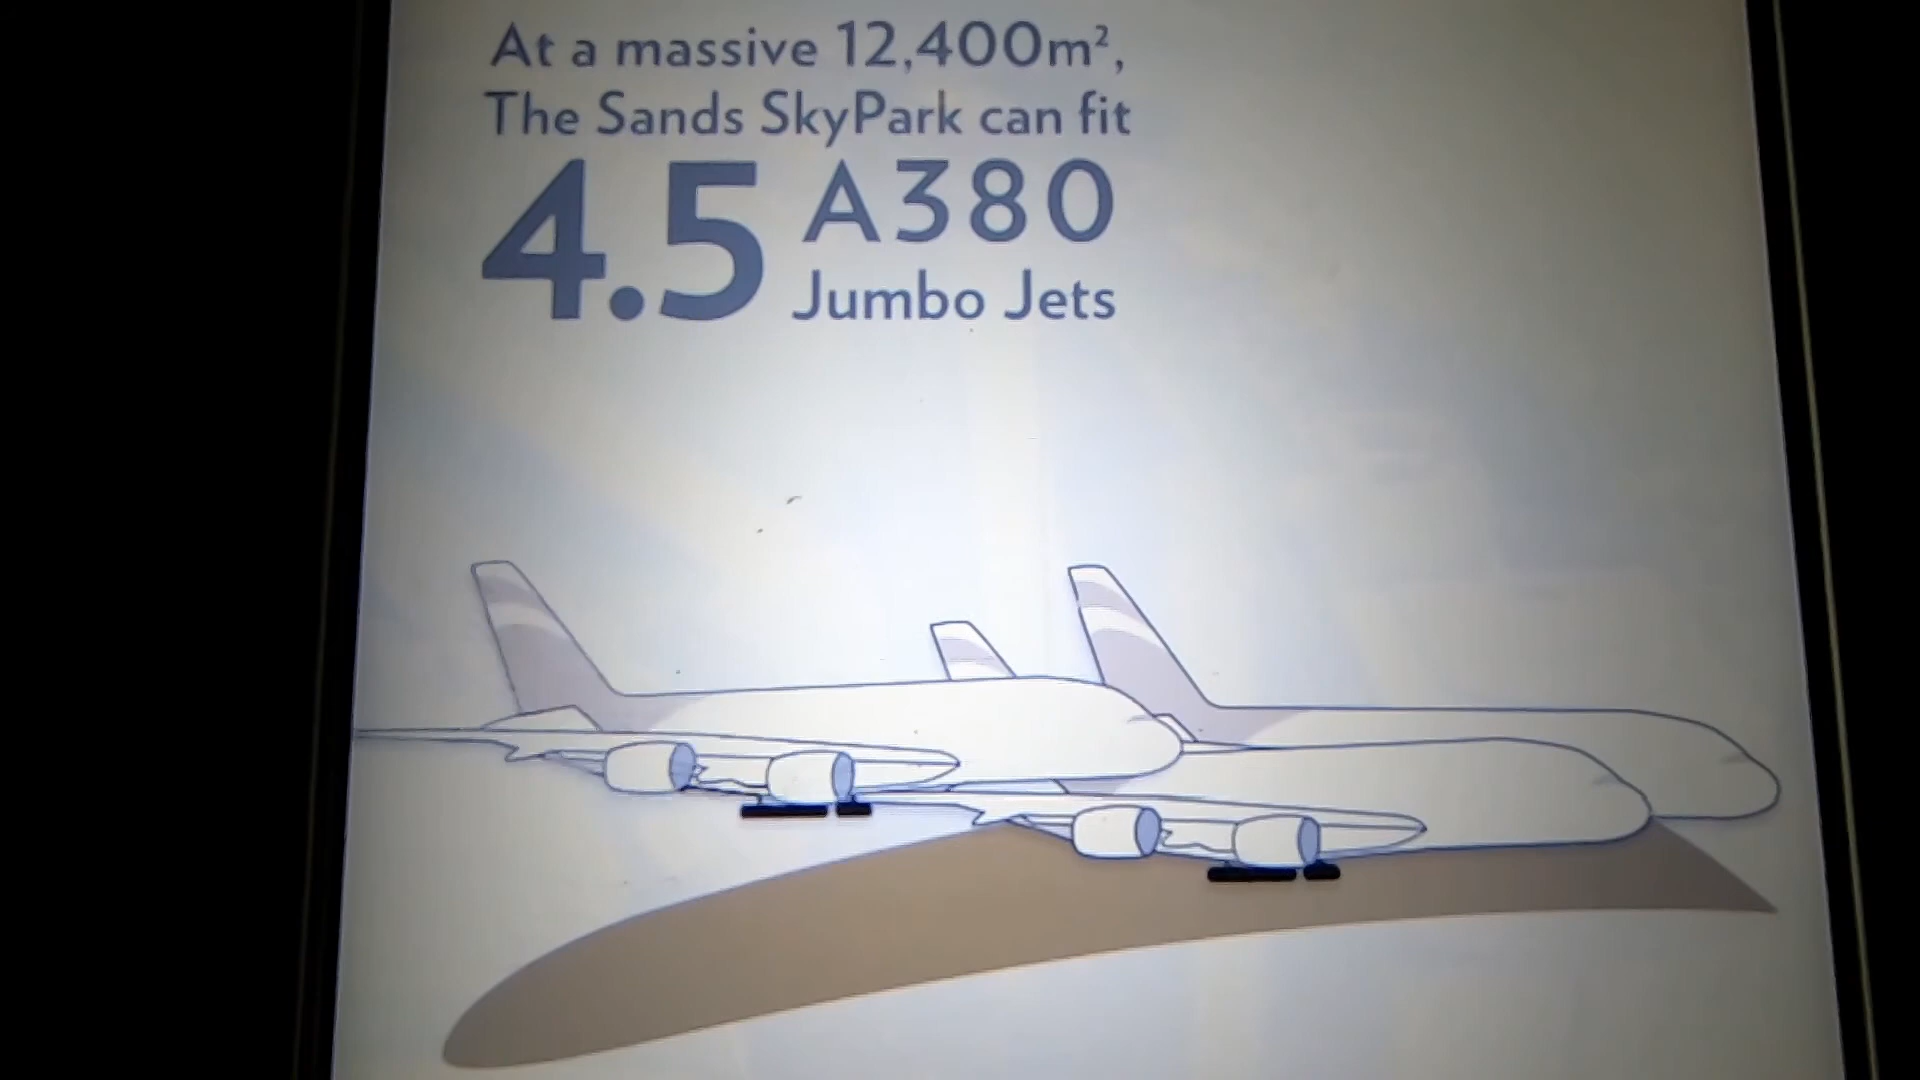 At a massive 12,400m²,
The Sands SkyPark can fit
4.5 A380
Jumbo Jets